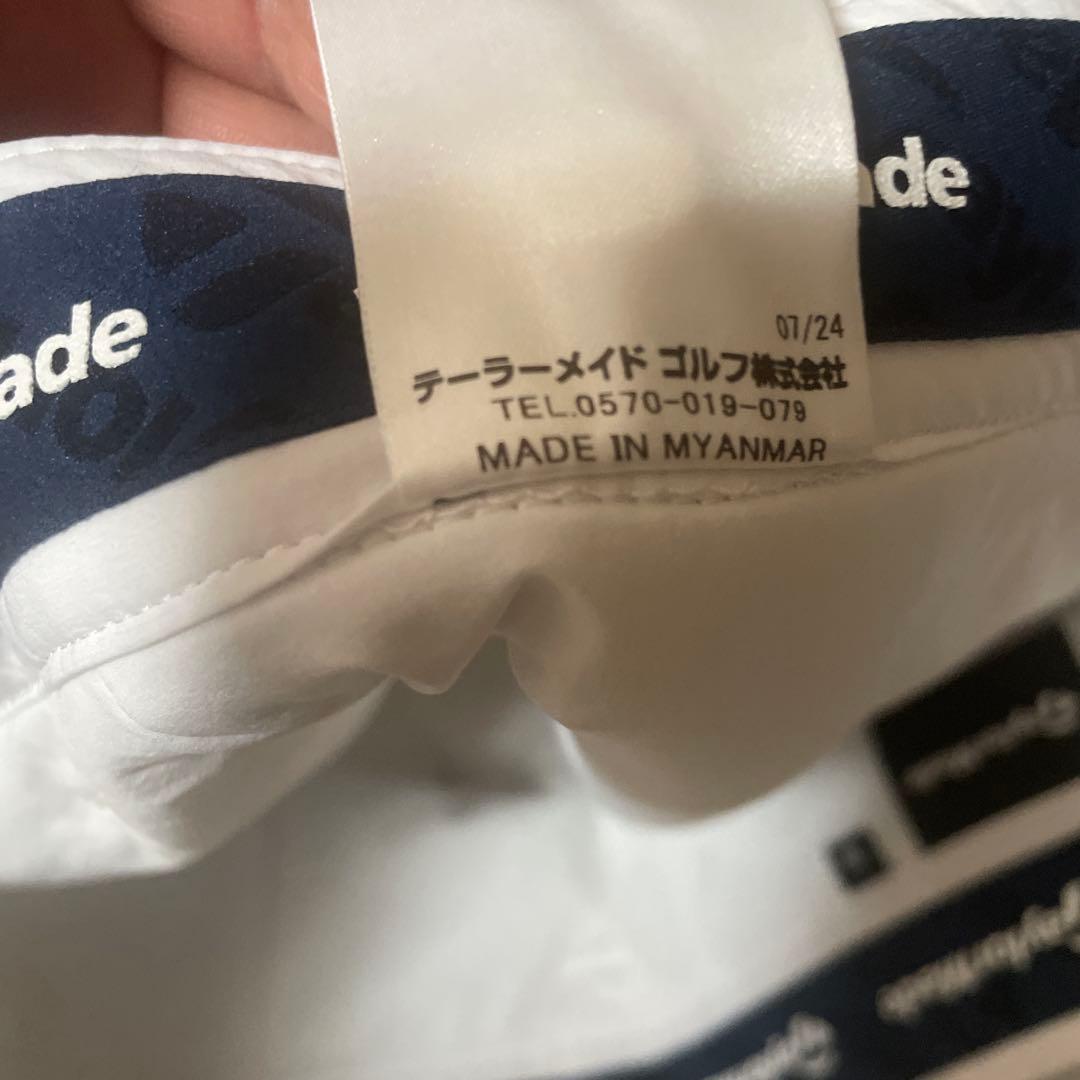 ade
ade
07/24
テーラーメイド ゴルフ株式会社
TEL.0570-019-079
MADE IN MYANMAR
TaylorMade